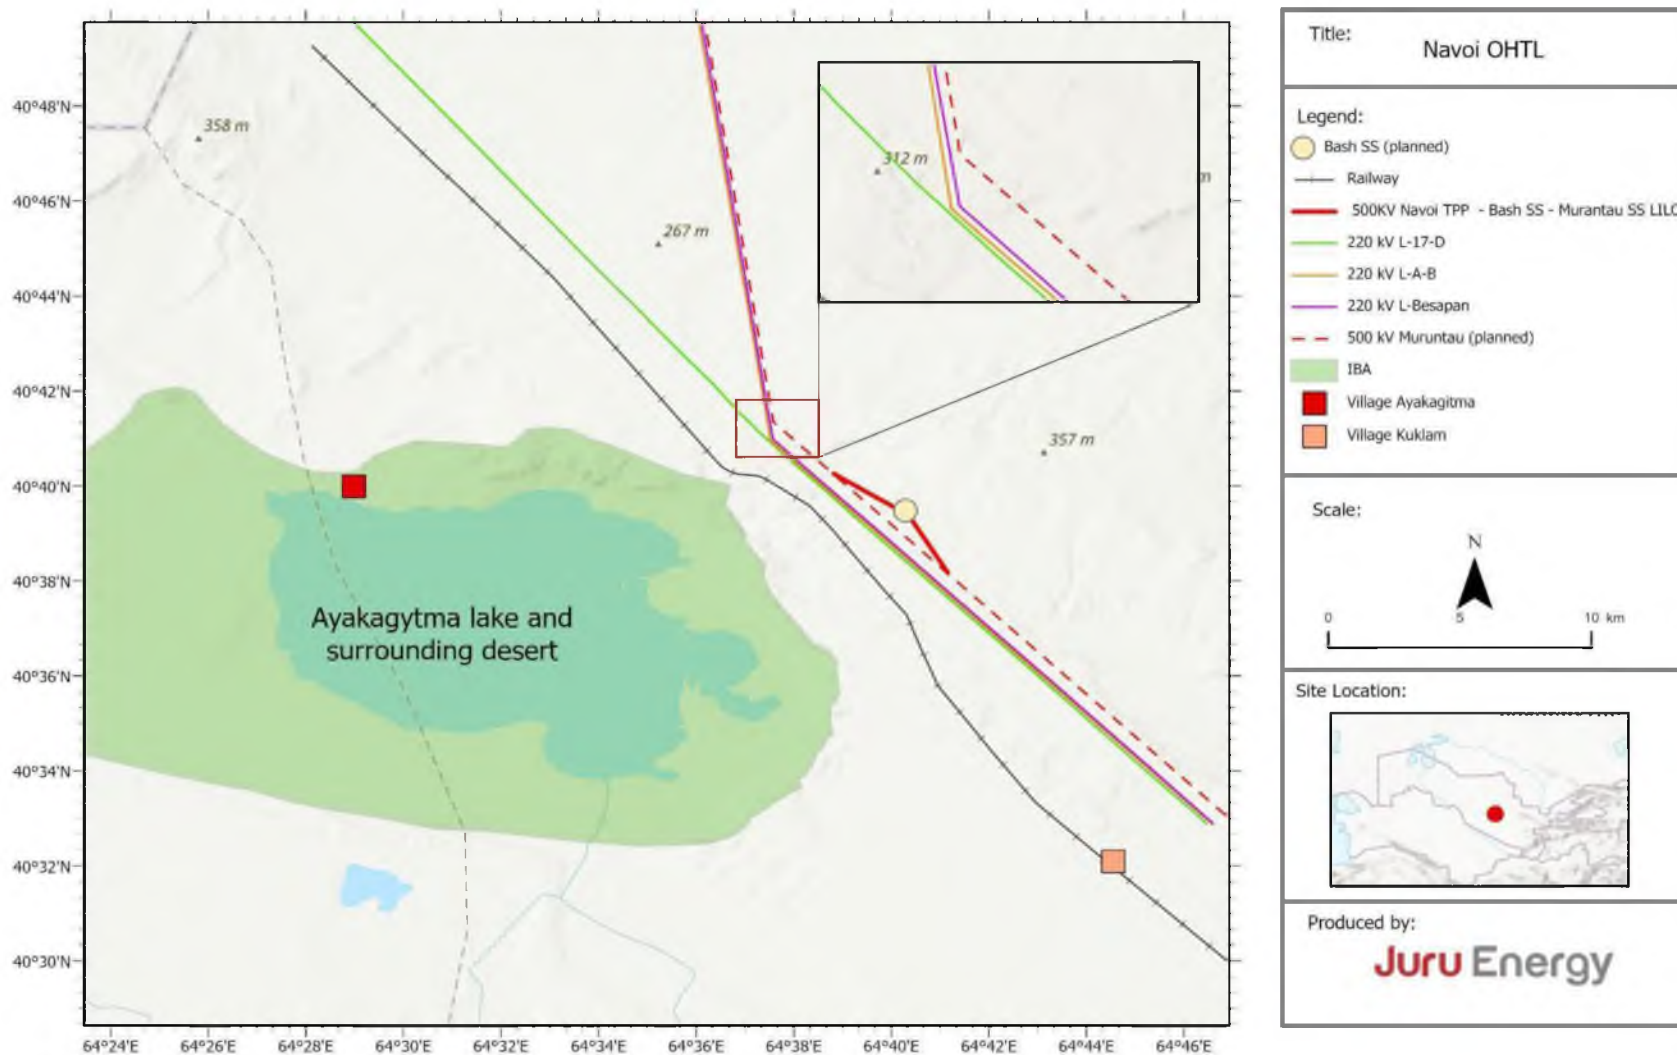 40°48'N
40°46'N
40°44'N
40°42'N
40°40'N
40°38'N
40°36'N
40°34'N
40°32'N
40°30'N
358 m
267 m
312 m
m
357 m
Ayakagytma lake and
surrounding desert
64°24'E 64°26'E 64°28'E 64°30'E 64°32'E 64°34'E 64°36'E 64°38'E 64°40'E 64°42'E 64°44'E 64°46'E
Title:
Navoi OHTL
Legend:
Bash SS (planned)
Railway
500KV Navoi TPP - Bash SS - Murantau SS LILO
220 kV L-17-D
220 kV L-A-B
220 kV L-Besapan
500 kV Muruntau (planned)
IBA
Village Ayakagitma
Village Kuklam
Scale:
N
0 5 10 km
Site Location:
Produced by:
Juru Energy